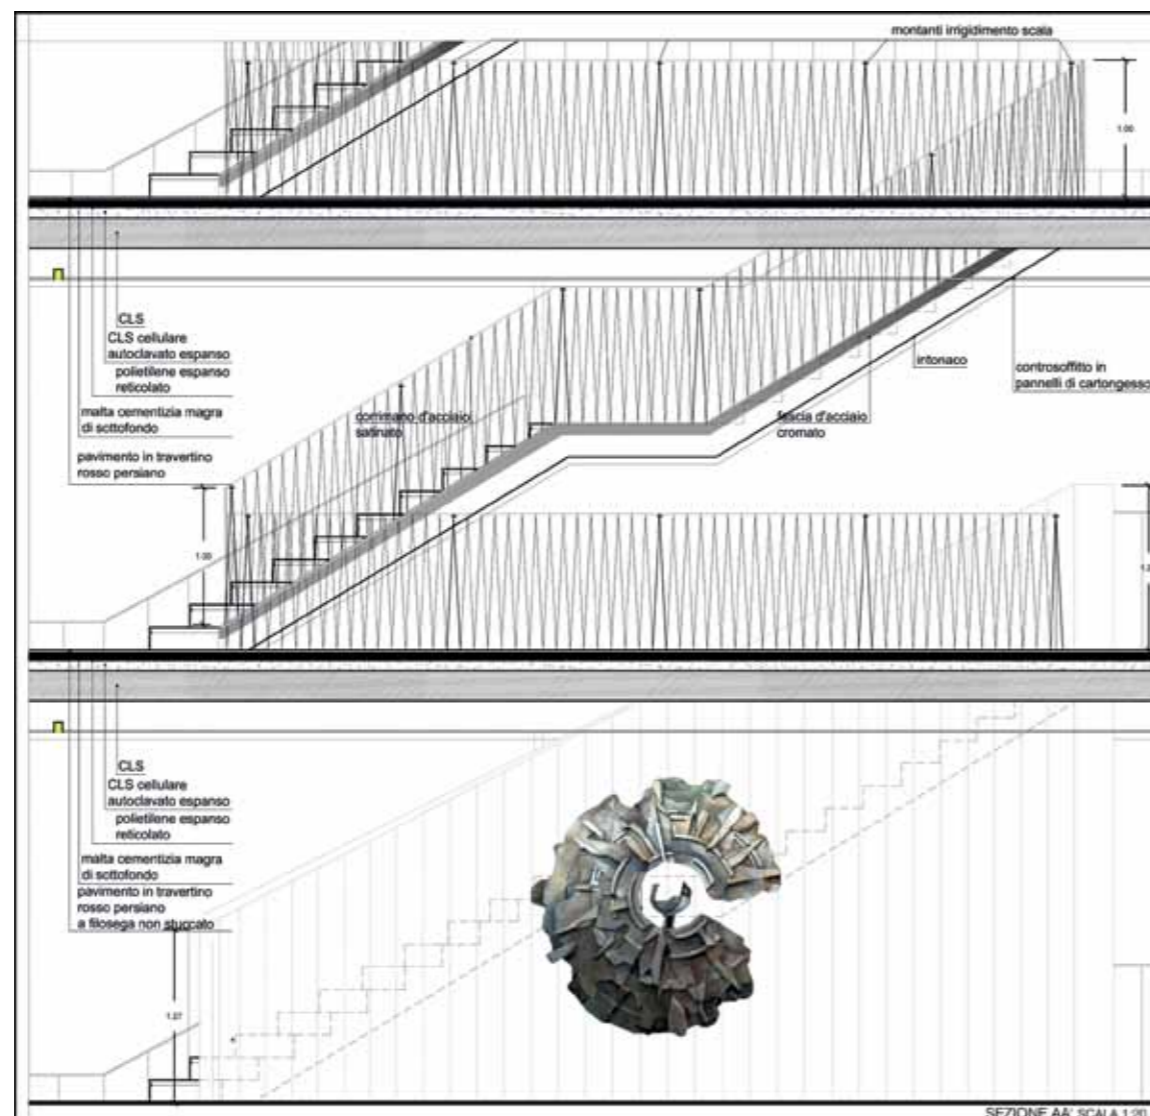 montanti irrigidimento scala
1.00
CLS
CLS cellulare
autoclavato espanso
polietilene espanso
reticolato
malta cementizia magra
di sottofondo
pavimento in travertino
rosso persiano
corrimano d'acciaio
satinato
fascia d'acciaio
cromato
intonaco
controsoffitto in
pannelli di cartongesso
1.00
CLS
CLS cellulare
autoclavato espanso
polietilene espanso
reticolato
malta cementizia magra
di sottofondo
pavimento in travertino
rosso persiano
a filosega non stuccato
1.27
SEZIONE AA' SCALA 1:20